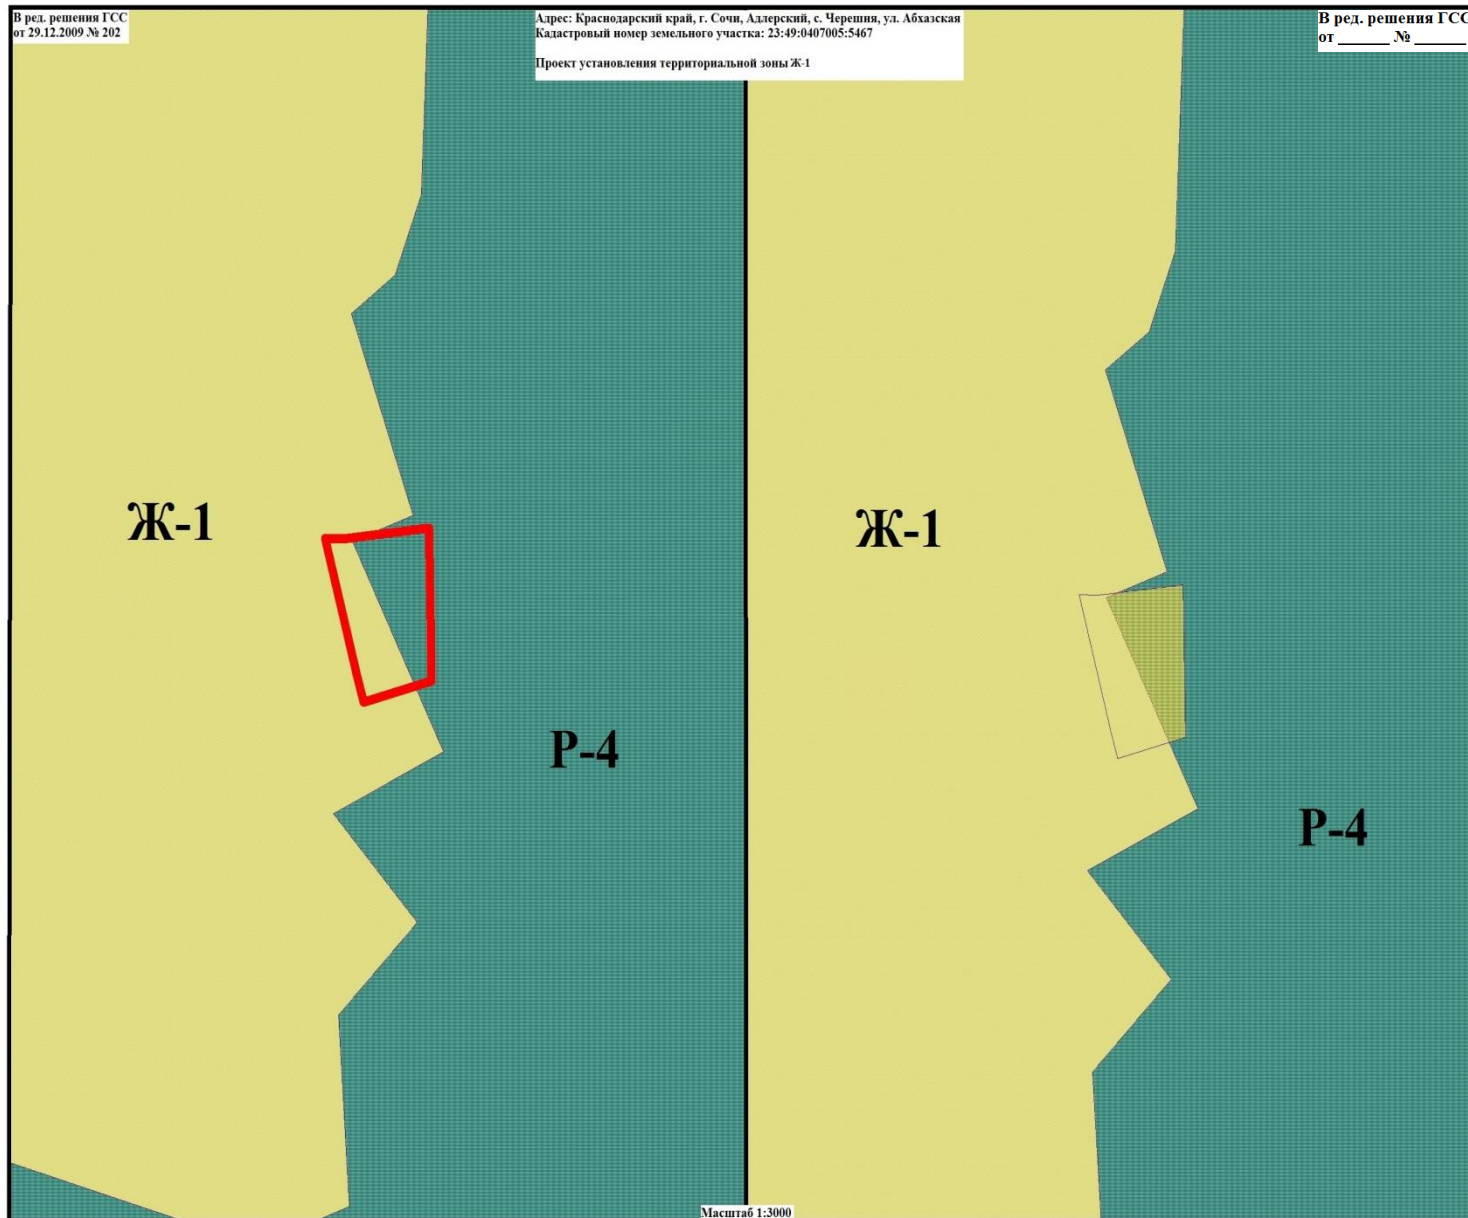 В ред. решения ГСС
от 29.12.2009 № 202
Адрес: Краснодарский край, г. Сочи, Адлерский, с. Черешня, ул. Абхазская
Кадастровый номер земельного участка: 23:49:0407005:5467
Проект установления территориальной зоны Ж-1
В ред. решения ГСС
от ______ № ______
Ж-1
Р-4
Ж-1
Р-4
Масштаб 1:3000